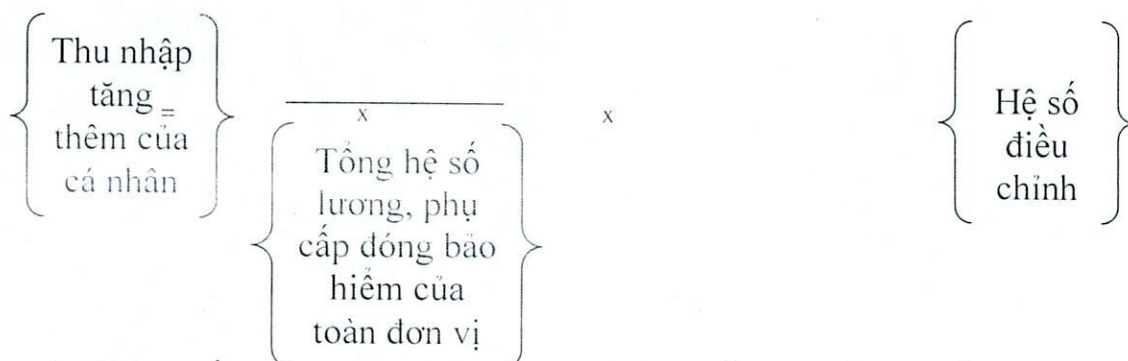 Thu nhập
tăng =
thêm của
cá nhân
x
x
Tổng hệ số
lương, phụ
cấp đóng bảo
hiểm của
toàn đơn vị
Hệ số
điều
chỉnh